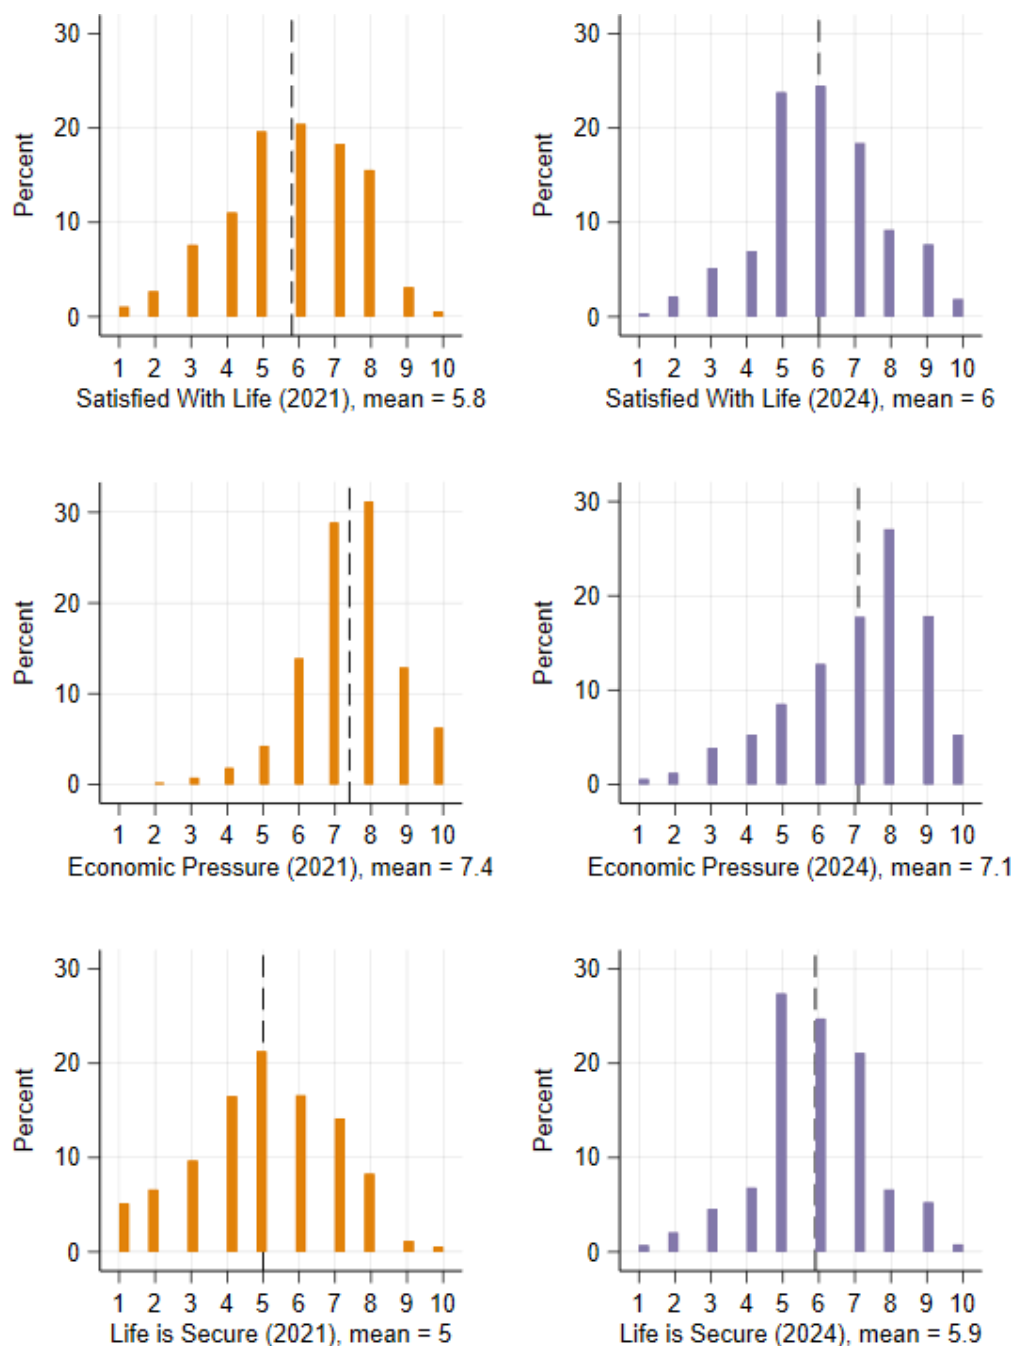 30
20
10
0
Percent
1 2 3 4 5 6 7 8 9 10
Satisfied With Life (2021), mean = 5.8
30
20
10
0
Percent
1 2 3 4 5 6 7 8 9 10
Satisfied With Life (2024), mean = 6
30
20
10
0
Percent
1 2 3 4 5 6 7 8 9 10
Economic Pressure (2021), mean = 7.4
30
20
10
0
Percent
1 2 3 4 5 6 7 8 9 10
Economic Pressure (2024), mean = 7.1
30
20
10
0
Percent
1 2 3 4 5 6 7 8 9 10
Life is Secure (2021), mean = 5
30
20
10
0
Percent
1 2 3 4 5 6 7 8 9 10
Life is Secure (2024), mean = 5.9